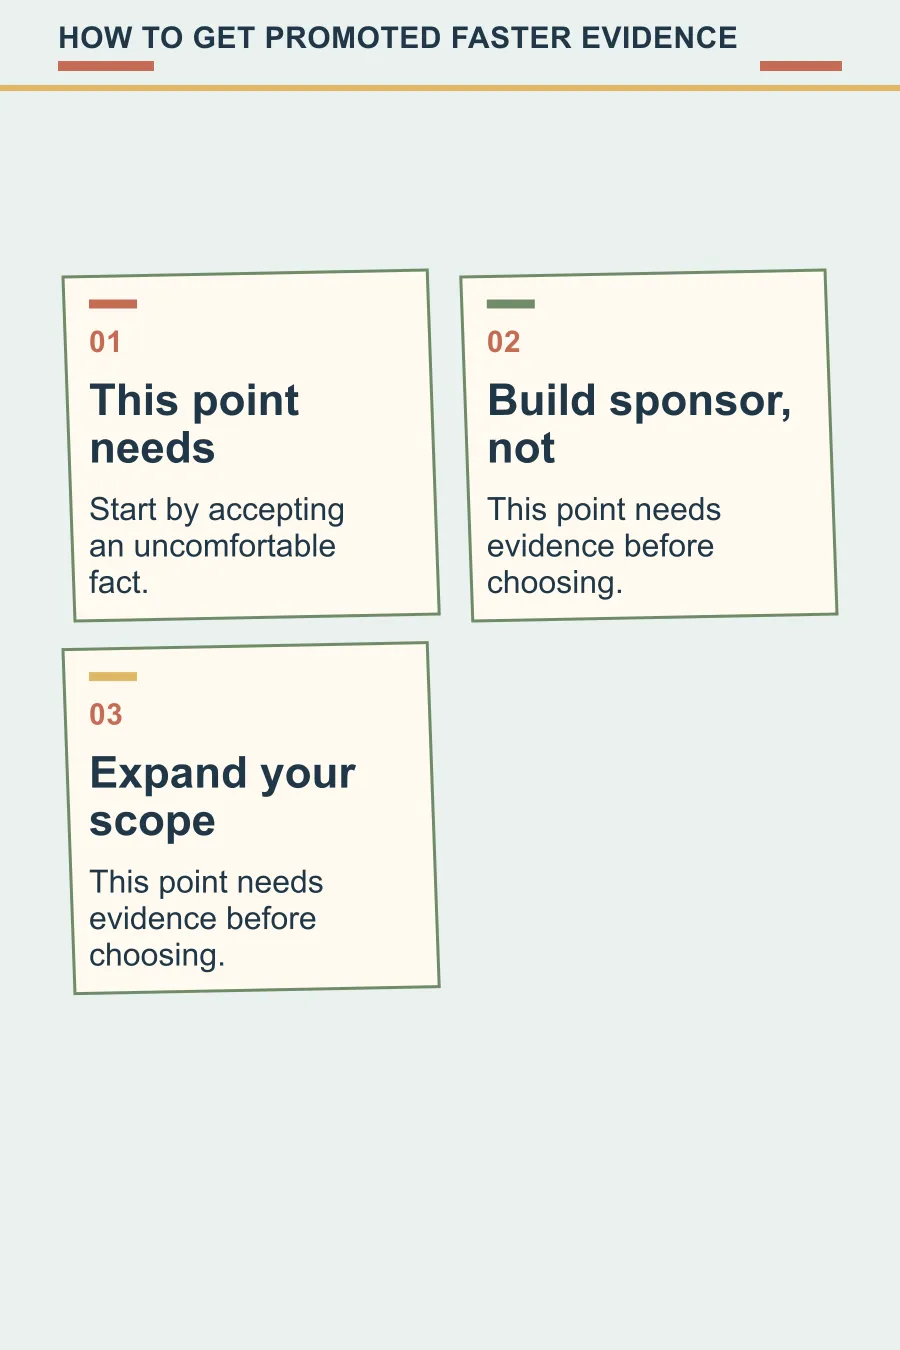 HOW TO GET PROMOTED FASTER EVIDENCE
01
This point
needs
Start by accepting
an uncomfortable
fact.
02
Build sponsor,
not
This point needs
evidence before
choosing.
03
Expand your
scope
This point needs
evidence before
choosing.